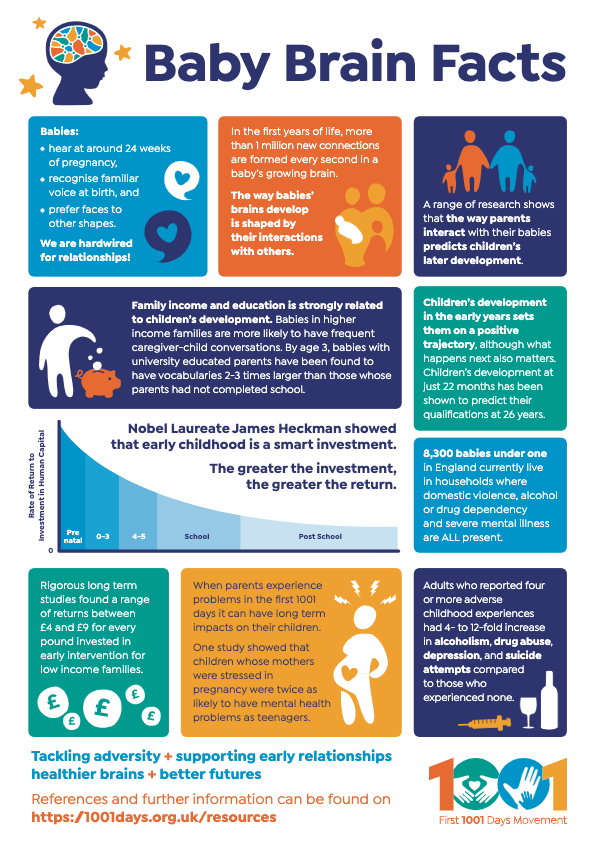 Baby Brain Facts
Babies:
• hear at around 24 weeks
of pregnancy,
• recognise familiar
voice at birth, and
• prefer faces to
other shapes.
We are hardwired
for relationships!
In the first years of life, more
than 1 million new connections
are formed every second in a
baby's growing brain.
The way babies'
brains develop
is shaped by
their interactions
with others.
A range of research shows
that the way parents
interact with their babies
predicts children's
later development.
Family income and education is strongly related
to children's development. Babies in higher
income families are more likely to have frequent
caregiver-child conversations. By age 3, babies with
university educated parents have been found to
have vocabularies 2-3 times larger than those whose
parents had not completed school.
Children's development
in the early years sets
them on a positive
trajectory, although what
happens next also matters.
Children's development at
just 22 months has been
shown to predict their
qualifications at 26 years.
Nobel Laureate James Heckman showed
that early childhood is a smart investment.
The greater the investment,
the greater the return.
Rate of Return to
Investment in Human Capital
0
Pre
natal
0-3
4-5
School
Post School
8,300 babies under one
in England currently live
in households where
domestic violence, alcohol
or drug dependency
and severe mental illness
are ALL present.
Rigorous long term
studies found a range
of returns between
£4 and £9 for every
pound invested in
early intervention for
low income families.
£
£
£
£
£
When parents experience
problems in the first 1001
days it can have long term
impacts on their children.
One study showed that
children whose mothers
were stressed in
pregnancy were twice as
likely to have mental health
problems as teenagers.
Adults who reported four
or more adverse
childhood experiences
had 4- to 12-fold increase
in alcoholism, drug abuse,
depression, and suicide
attempts compared
to those who
experienced none.
Tackling adversity + supporting early relationships
healthier brains + better futures
References and further information can be found on
https://1001days.org.uk/resources
1001
First 1001 Days Movement